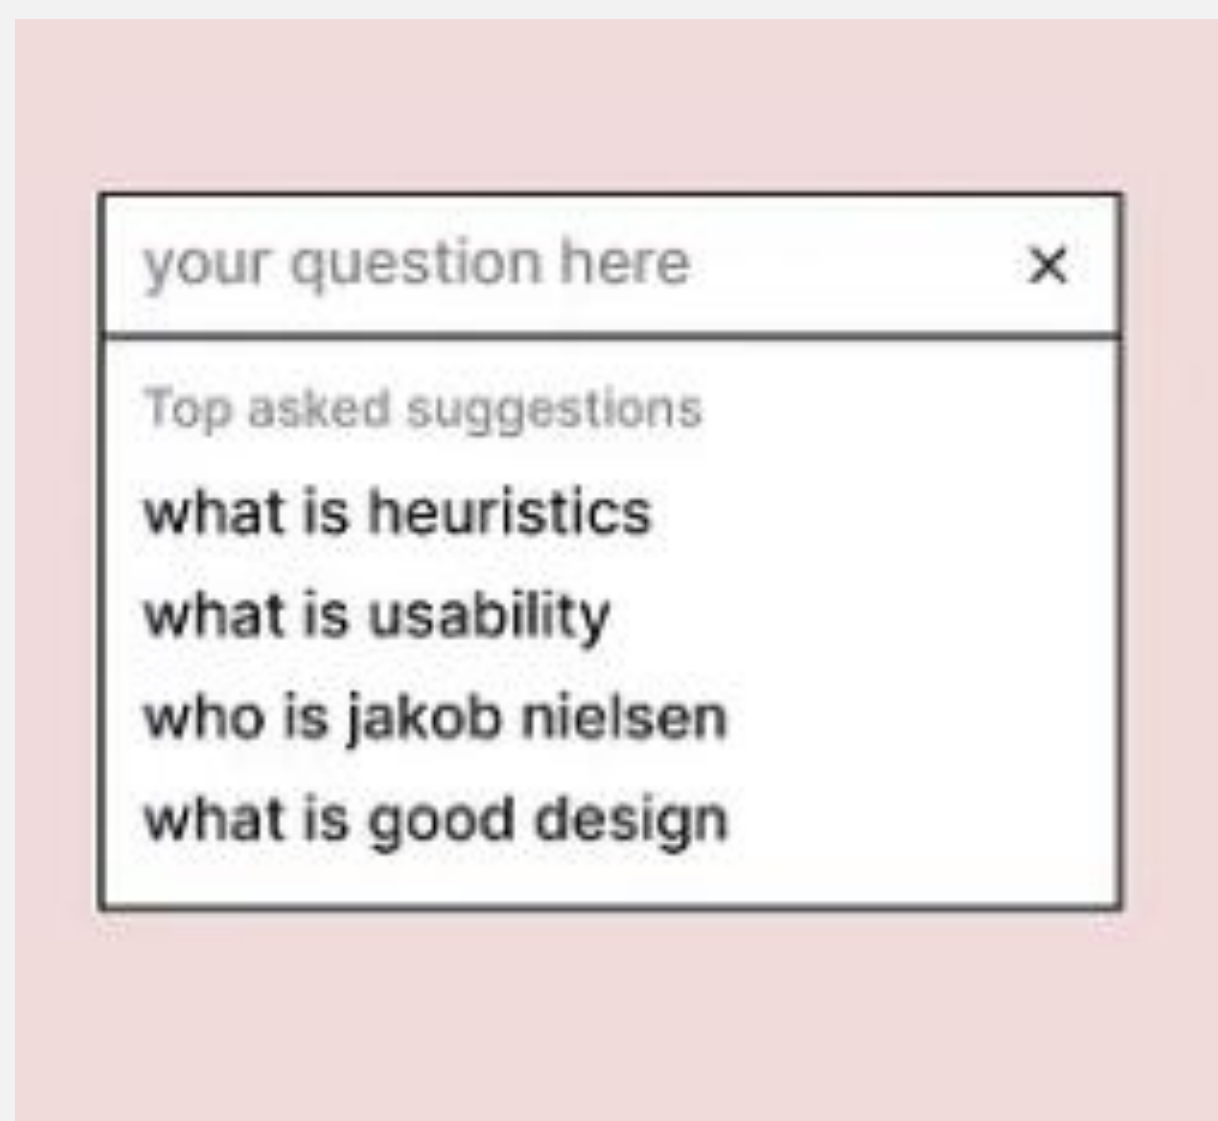 your question here
Top asked suggestions
what is heuristics
what is usability
who is jakob nielsen
what is good design